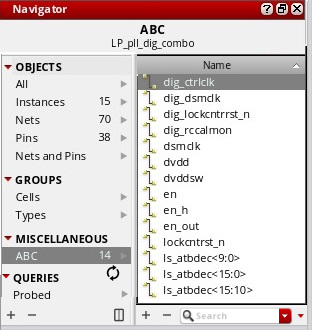 Navigator
ABC
LP_pll_dig_combo
OBJECTS
All
Instances 15
Nets 70
Pins 38
Nets and Pins
GROUPS
Cells
Types
MISCELLANEOUS
ABC 14
QUERIES
Probed
Name
dig_ctrlclk
dig_dsmclk
dig_lockcntrrst_n
dig_rccalmon
dsmclk
dvdd
dvddsw
en
en_h
en_out
lockcntrst_n
ls_atbdec<9:0>
ls_atbdec<15:0>
ls_atbdec<15:10>
Search